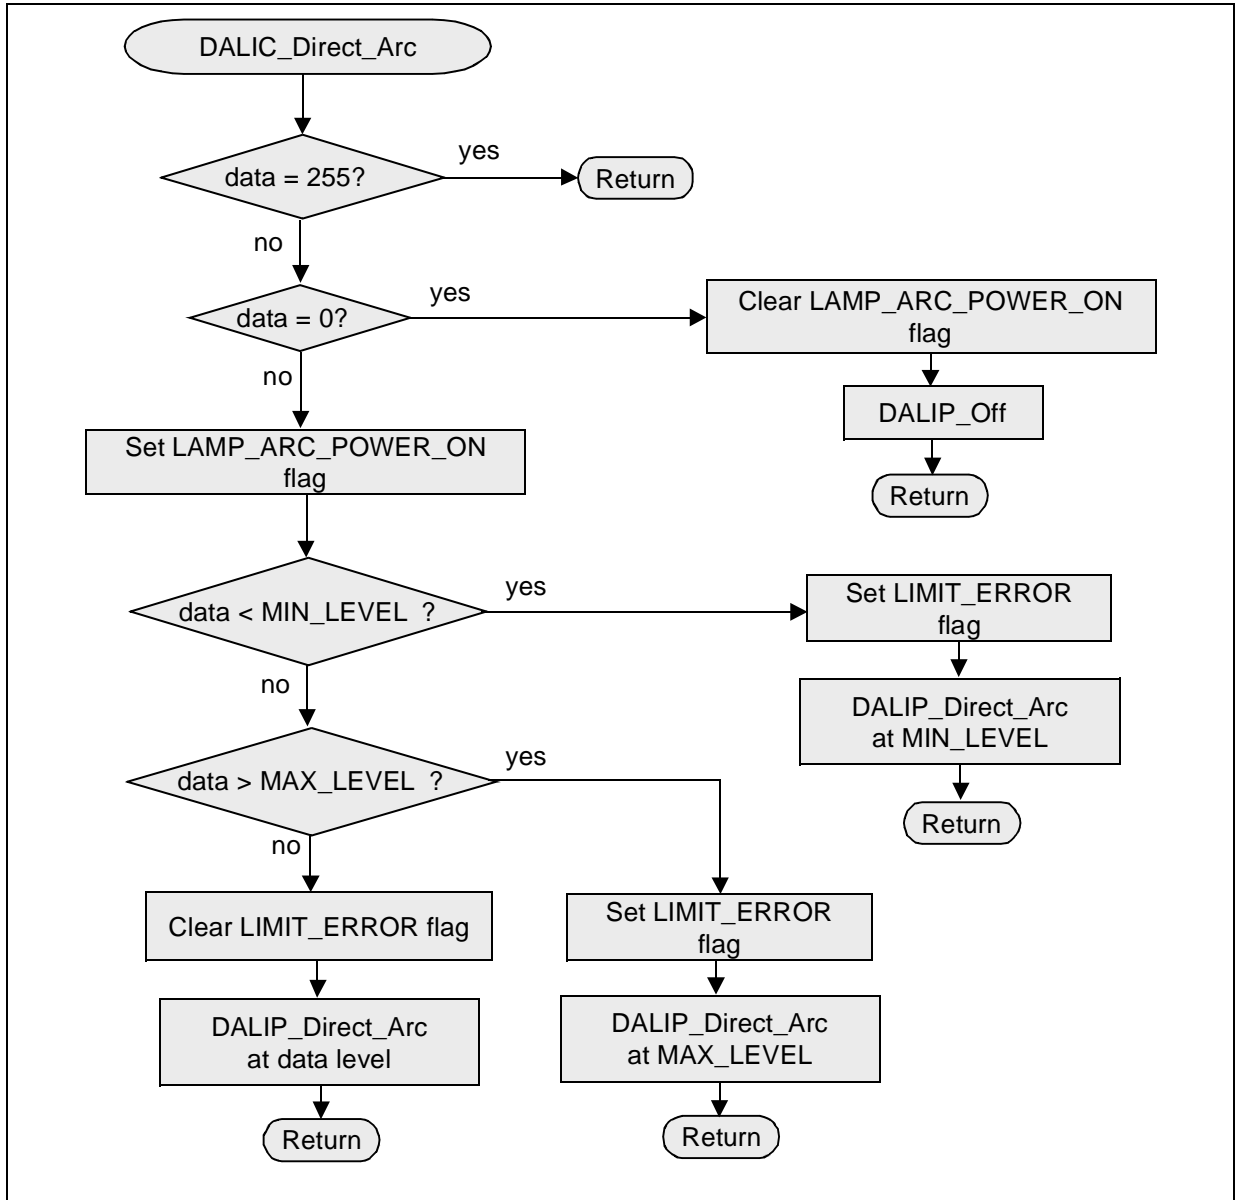 DALIC_Direct_Arc
data = 255?
yes
Return
no
data = 0?
yes
Clear LAMP_ARC_POWER_ON
flag
DALIP_Off
Return
no
Set LAMP_ARC_POWER_ON
flag
data < MIN_LEVEL ?
yes
Set LIMIT_ERROR
flag
DALIP_Direct_Arc
at MIN_LEVEL
Return
no
data > MAX_LEVEL ?
yes
Set LIMIT_ERROR
flag
DALIP_Direct_Arc
at MAX_LEVEL
Return
no
Clear LIMIT_ERROR flag
DALIP_Direct_Arc
at data level
Return